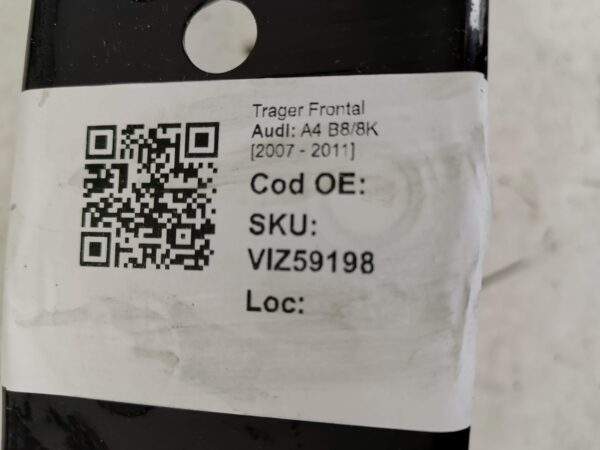 Trager Frontal
Audi: A4 B8/8K
[2007 - 2011]
Cod OE:
SKU:
VIZ59198
Loc: